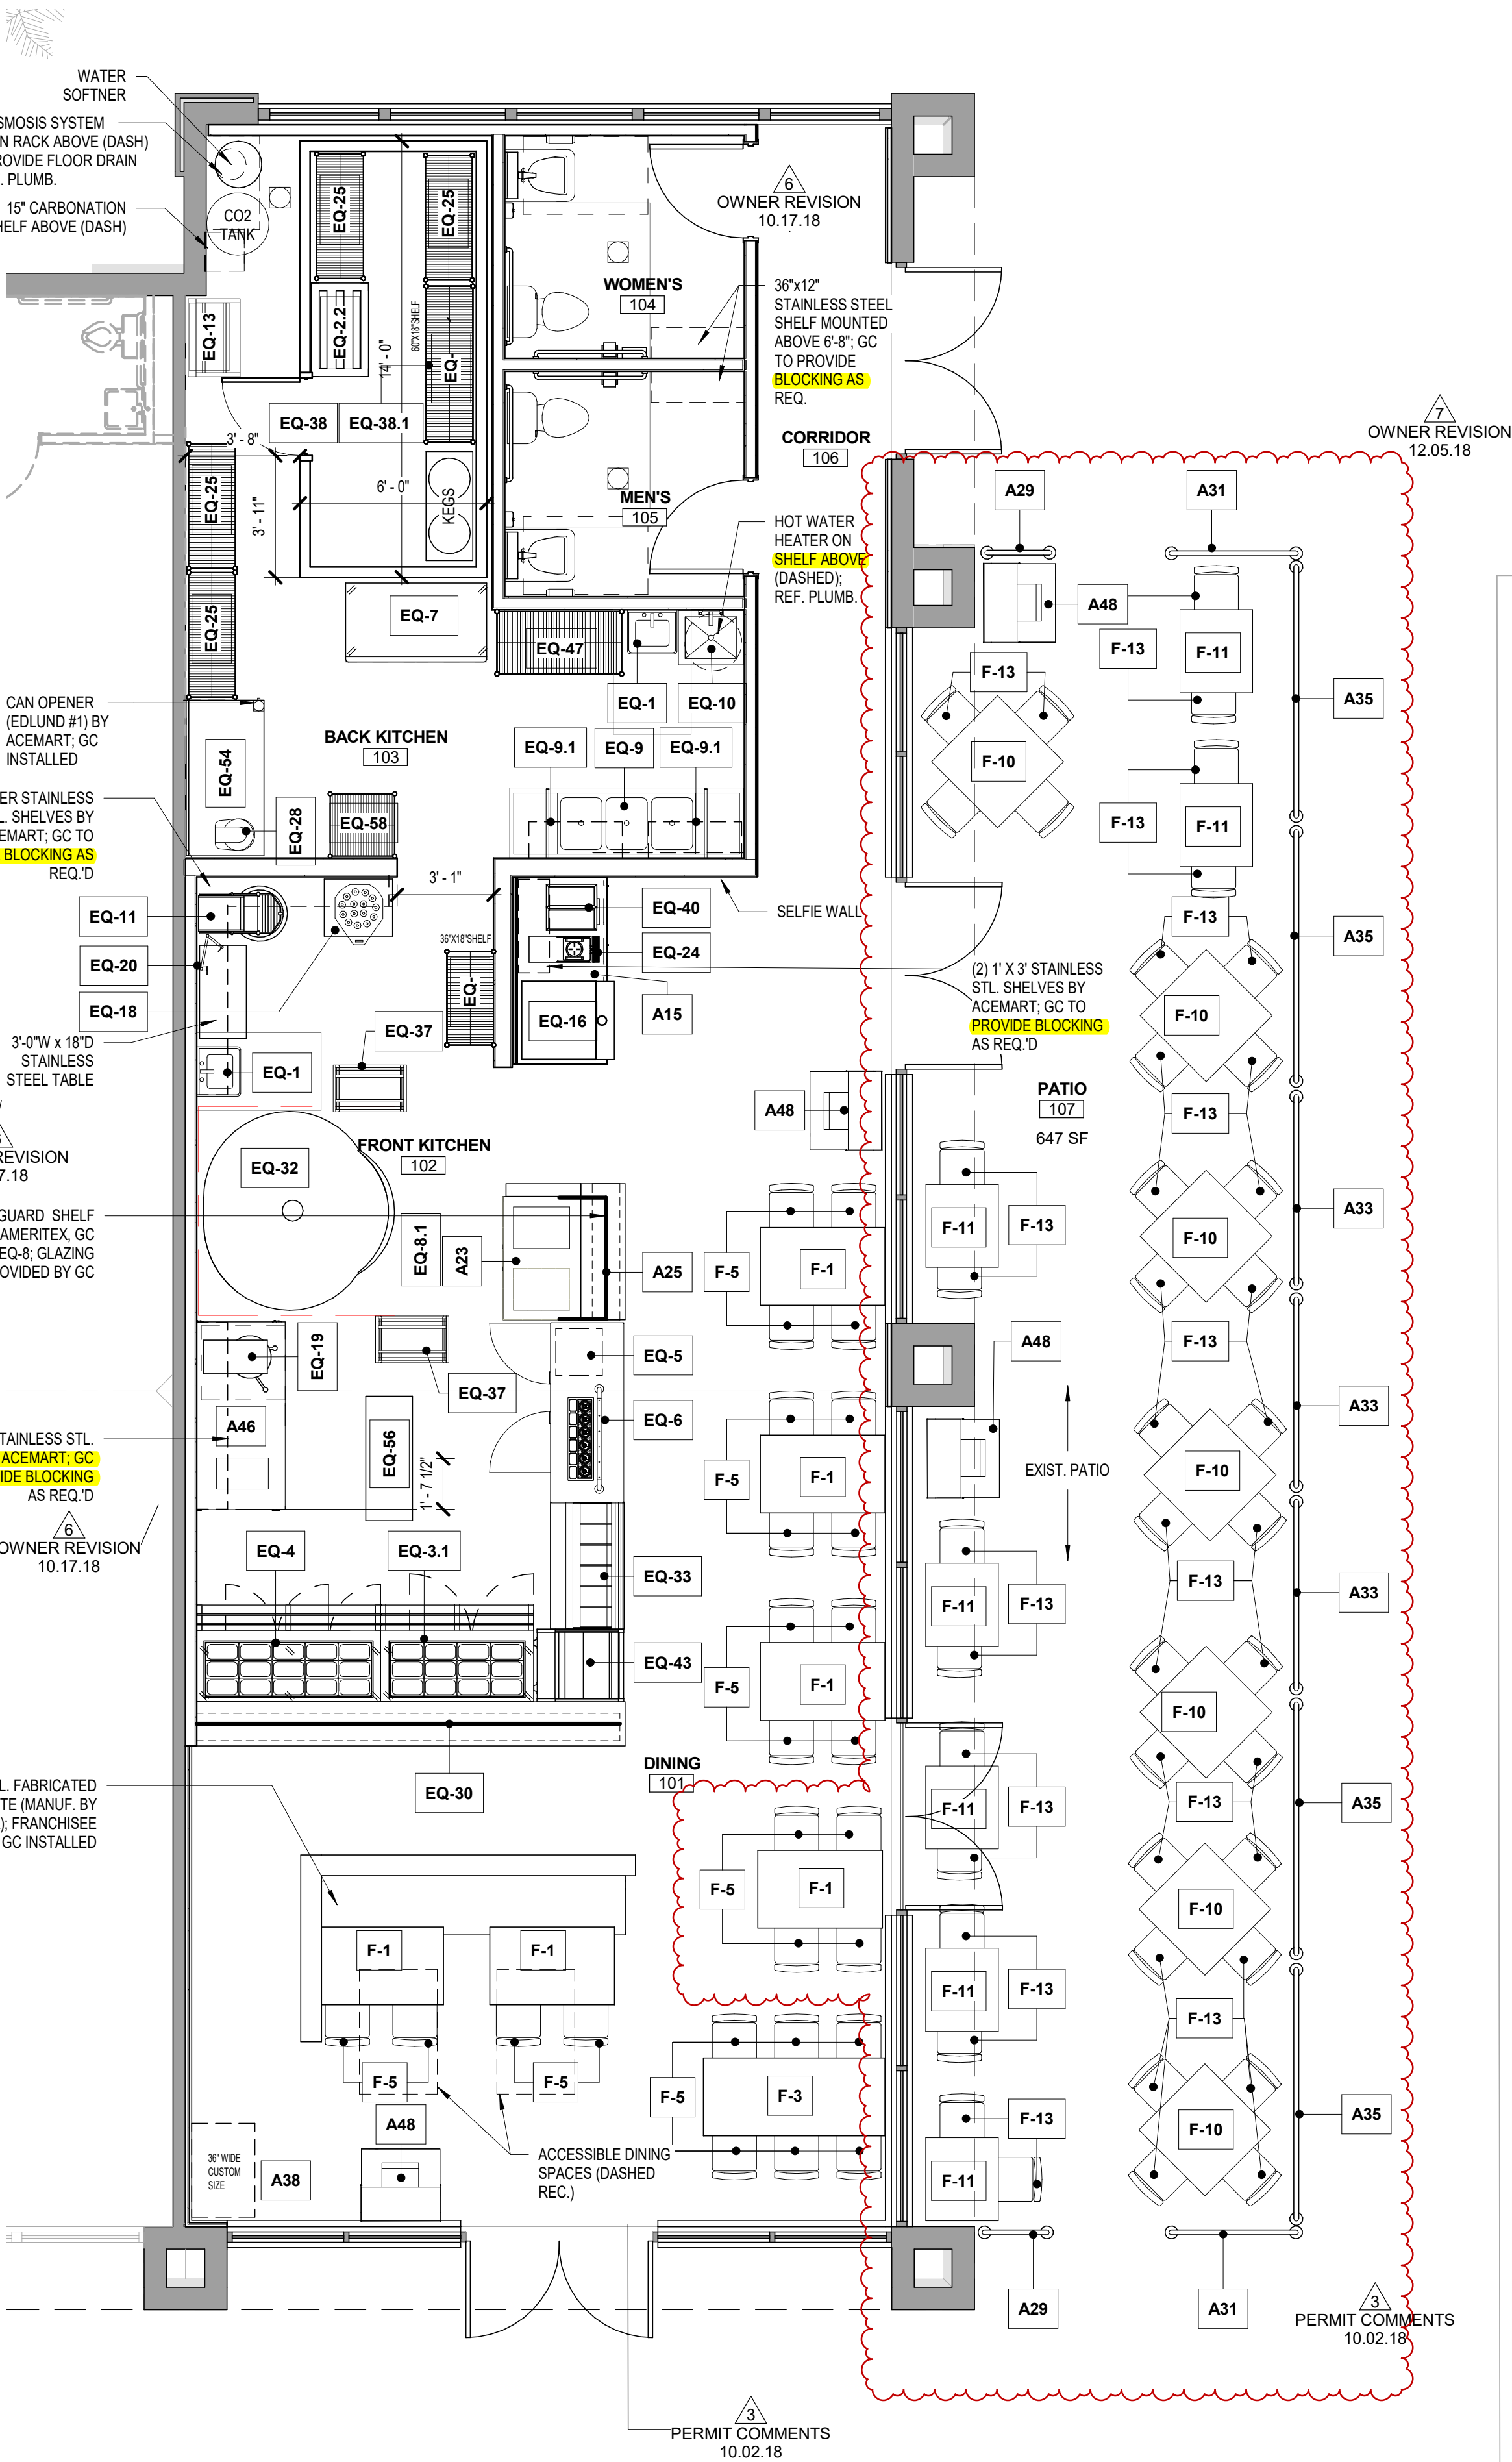 WATER
SOFTNER
SMOSIS SYSTEM
N RACK ABOVE (DASH)
ROVIDE FLOOR DRAIN
. PLUMB.
15" CARBONATION
HELF ABOVE (DASH)
CO2
TANK
EQ-13
EQ-25
EQ-25
EQ-2.2
60"X18"SHELF
EQ-
14' - 0"
EQ-38
EQ-38.1
3' - 8"
3' - 11"
6' - 0"
KEGS
EQ-25
EQ-25
WOMEN'S
104
MEN'S
105
6
OWNER REVISION
10.17.18
36"x12"
STAINLESS STEEL
SHELF MOUNTED
ABOVE 6'-8"; GC
TO PROVIDE
BLOCKING AS
REQ.
CORRIDOR
106
HOT WATER
HEATER ON
SHELF ABOVE
(DASHED);
REF. PLUMB.
7
OWNER REVISION
12.05.18
A29
A31
A48
F-13
F-11
F-13
F-10
A35
F-13
F-11
EQ-7
EQ-47
EQ-1
EQ-10
CAN OPENER
(EDLUND #1) BY
ACEMART; GC
INSTALLED
EQ-54
BACK KITCHEN
103
EQ-9.1
EQ-9
EQ-9.1
ER STAINLESS
L. SHELVES BY
EMART; GC TO
BLOCKING AS
REQ.'D
EQ-28
EQ-58
3' - 1"
EQ-11
EQ-20
EQ-18
36"X18"SHELF
EQ-
EQ-40
EQ-24
A15
EQ-16
SELFIE WALL
(2) 1' X 3' STAINLESS
STL. SHELVES BY
ACEMART; GC TO
PROVIDE BLOCKING
AS REQ.'D
F-13
A35
F-10
F-13
3'-0"W x 18"D
STAINLESS
STEEL TABLE
EQ-37
EQ-1
A48
PATIO
107
647 SF
REVISION
7.18
EQ-32
FRONT KITCHEN
102
GUARD SHELF
AMERITEX, GC
EQ-8; GLAZING
OVIDED BY GC
EQ-8.1
A23
A25
F-5
F-1
F-11
F-13
F-10
A33
F-13
EQ-19
EQ-37
EQ-5
EQ-6
A48
A46
EQ-56
1' - 7 1/2"
F-5
F-1
EXIST. PATIO
A33
F-10
F-13
TAINLESS STL.
ACEMART; GC
IDE BLOCKING
AS REQ.'D
6
OWNER REVISION
10.17.18
EQ-4
EQ-3.1
EQ-33
EQ-43
F-5
F-1
F-11
F-13
A33
F-10
F-13
EQ-30
DINING
101
L. FABRICATED
TE (MANUF. BY
); FRANCHISEE
GC INSTALLED
F-11
F-13
A35
F-5
F-1
F-10
F-13
F-1
F-1
F-11
F-13
F-5
F-5
F-5
F-3
F-13
F-11
F-10
A35
A48
36" WIDE
CUSTOM
SIZE
A38
ACCESSIBLE DINING
SPACES (DASHED
REC.)
A29
A31
3
PERMIT COMMENTS
10.02.18
3
PERMIT COMMENTS
10.02.18